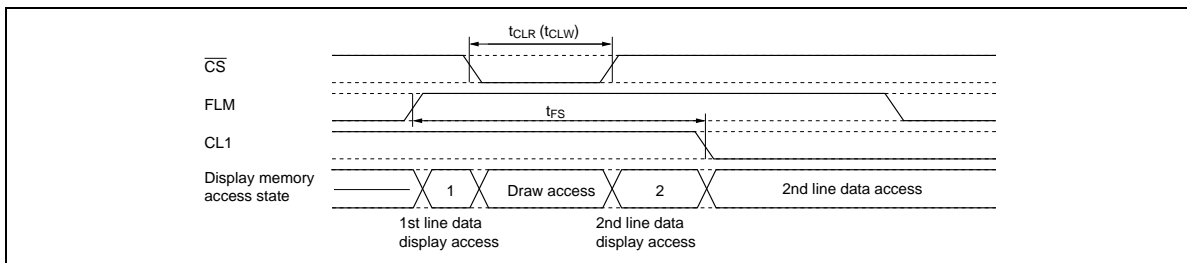 tCLR (tCLW)
CS
FLM
tFS
CL1
Display memory
access state
1
Draw access
2
2nd line data access
1st line data
display access
2nd line data
display access